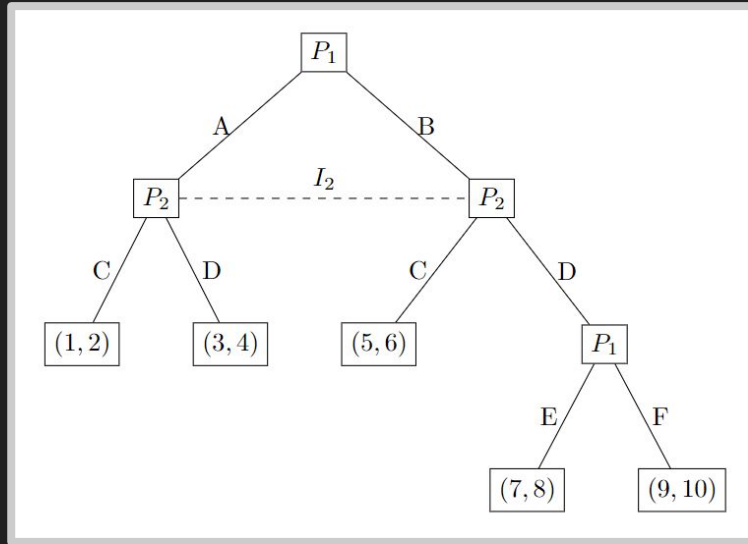 P₁
A B
I₂
P₂ P₂
C D C D
(1, 2) (3, 4) (5, 6) P₁
E F
(7, 8) (9, 10)